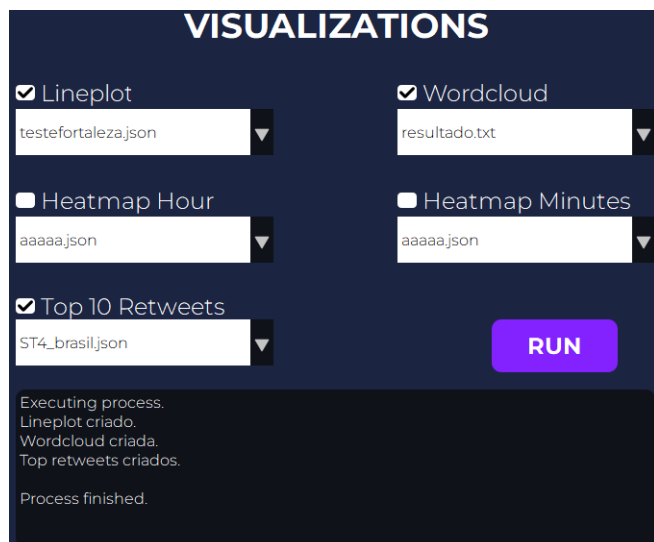 VISUALIZATIONS
Lineplot
Wordcloud
testefortaleza.json
resultado.txt
Heatmap Hour
Heatmap Minutes
aaaaa.json
aaaaa.json
Top 10 Retweets
ST4_brasil.json
RUN
Executing process.
Lineplot criado.
Wordcloud criada.
Top retweets criados.
Process finished.